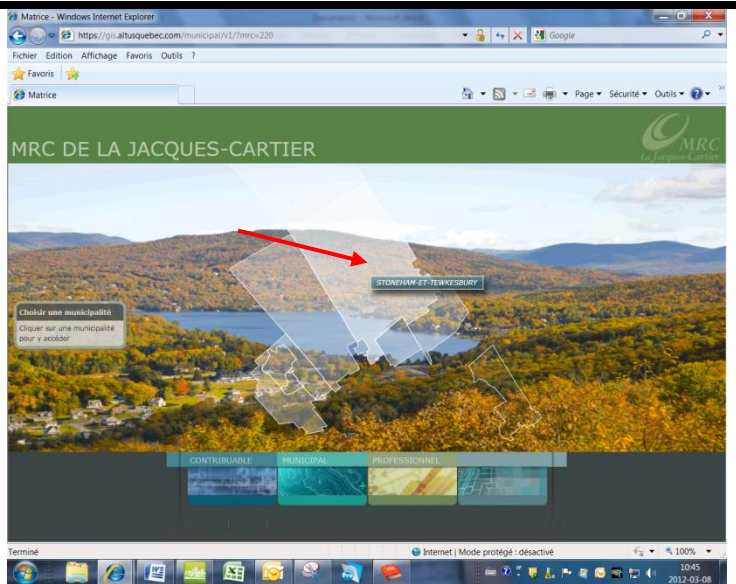 Matrice - Windows Internet Explorer
https://gis.altusquebec.com/municipal/v1/?mrc=220
Google
Fichier Edition Affichage Favoris Outils ?
Favoris
Matrice
Page Sécurité Outils
MRC DE LA JACQUES-CARTIER
MRC
La Jacques-Cartier
STONEHAM-ET-TEWKESBURY
Choisir une municipalité
Cliquer sur une municipalité
pour y accéder
CONTRIBUABLE MUNICIPAL PROFESSIONNEL
Terminé
Internet | Mode protégé : désactivé
100%
10:45
2012-03-08